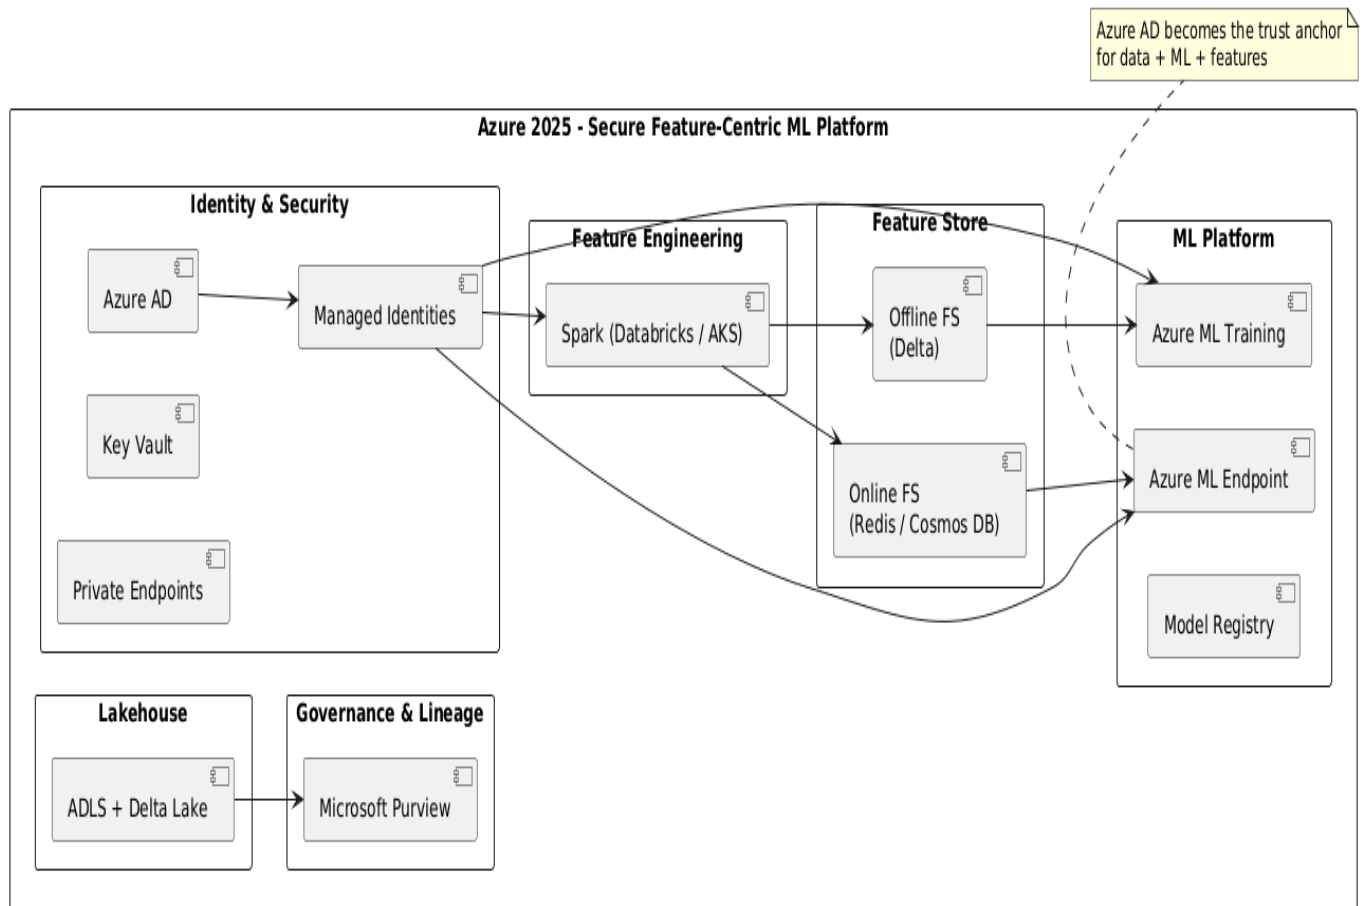 Azure AD becomes the trust anchor
for data + ML + features
Azure 2025 - Secure Feature-Centric ML Platform
Identity & Security
Azure AD
Managed Identities
Key Vault
Private Endpoints
Feature Engineering
Spark (Databricks / AKS)
Feature Store
Offline FS
(Delta)
Online FS
(Redis / Cosmos DB)
ML Platform
Azure ML Training
Azure ML Endpoint
Model Registry
Lakehouse
ADLS + Delta Lake
Governance & Lineage
Microsoft Purview